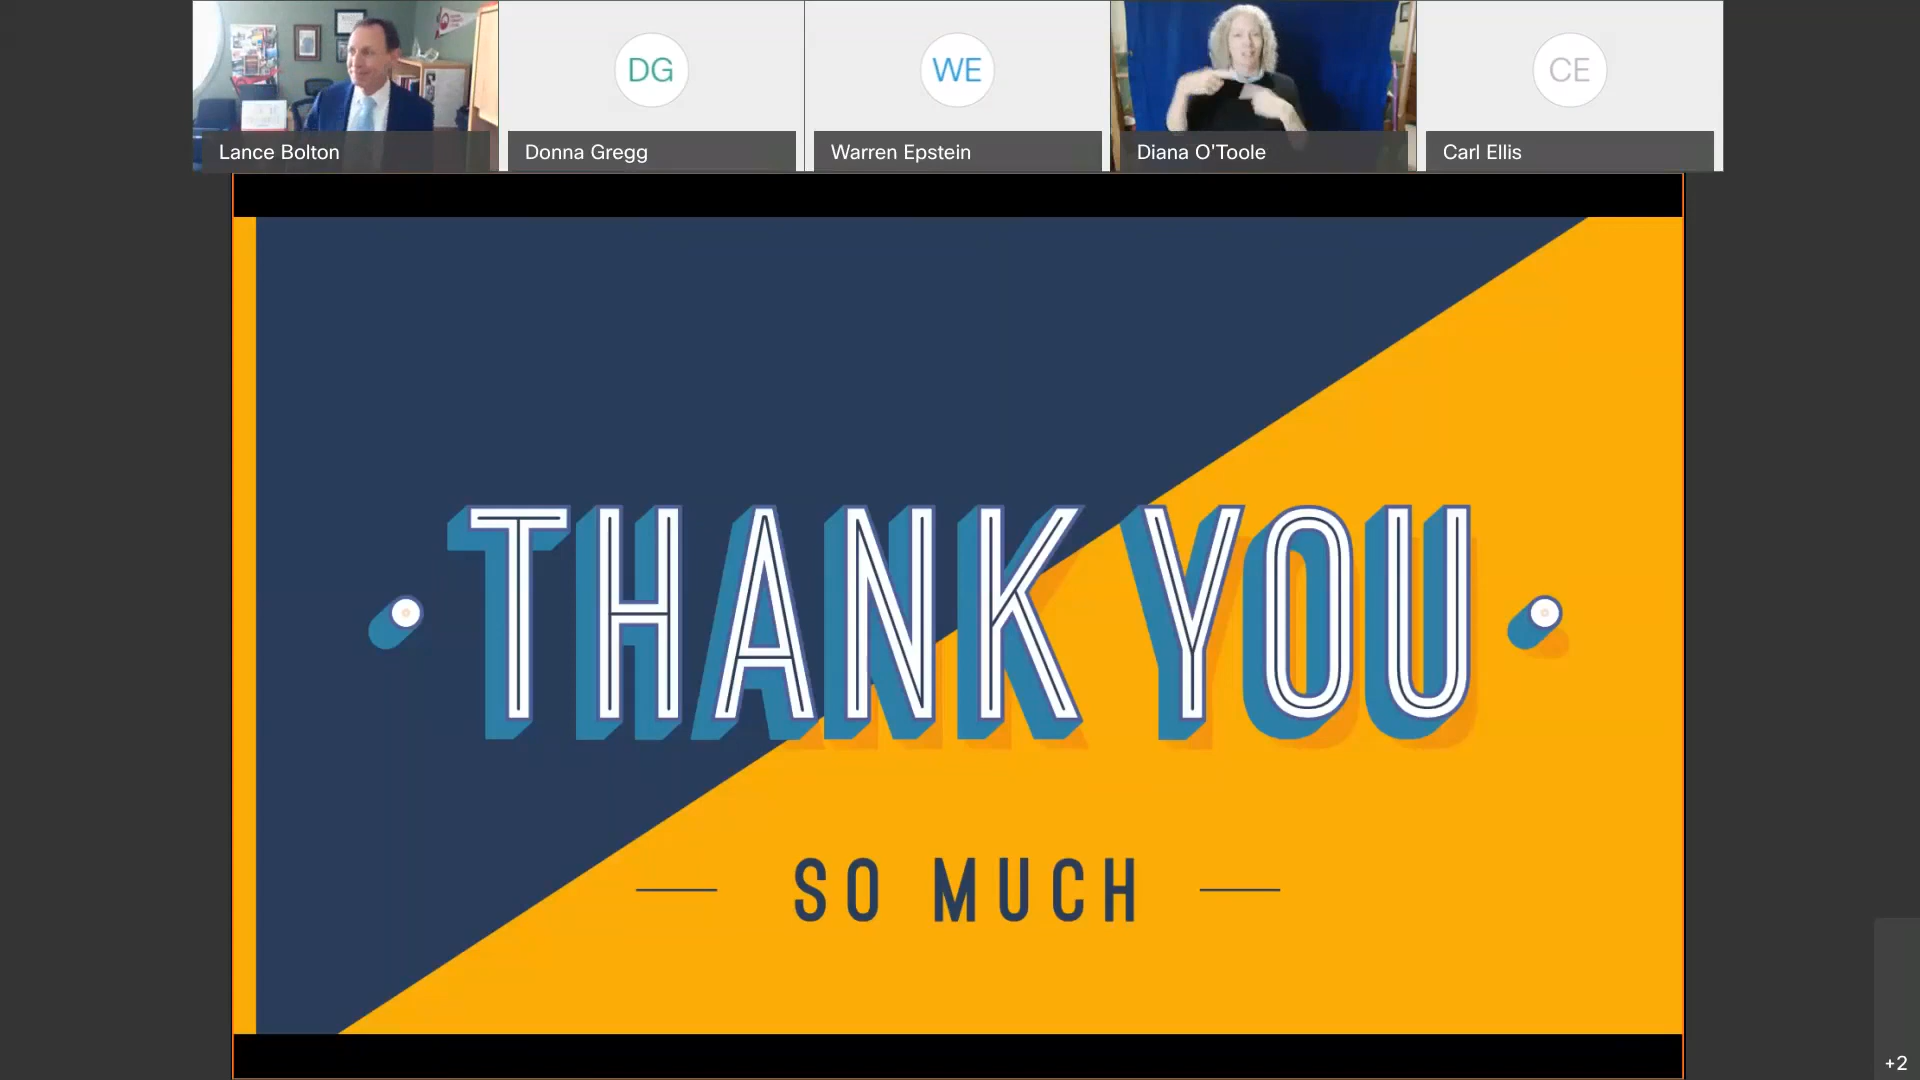 DG
WE
CE
Lance Bolton
Donna Gregg
Warren Epstein
Diana O'Toole
Carl Ellis
THANK YOU
SO MUCH
+2